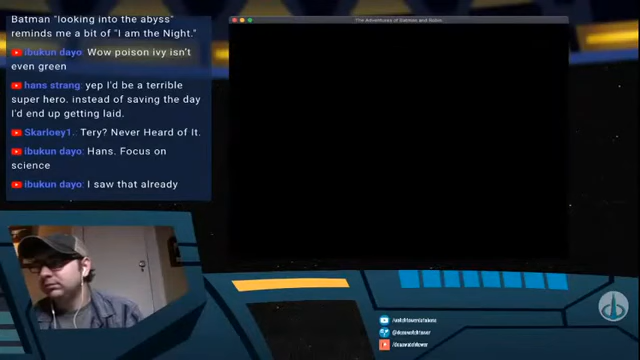 The Adventures of Batman and Robin
Batman "looking into the abyss"
reminds me a bit of "I am the Night."
ibukun dayo: Wow poison ivy isn't
even green
hans strang: yep I'd be a terrible
super hero. instead of saving the day
I'd end up getting laid.
Skarloey1.: Tery? Never Heard of It.
ibukun dayo: Hans. Focus on
science
ibukun dayo: I saw that already